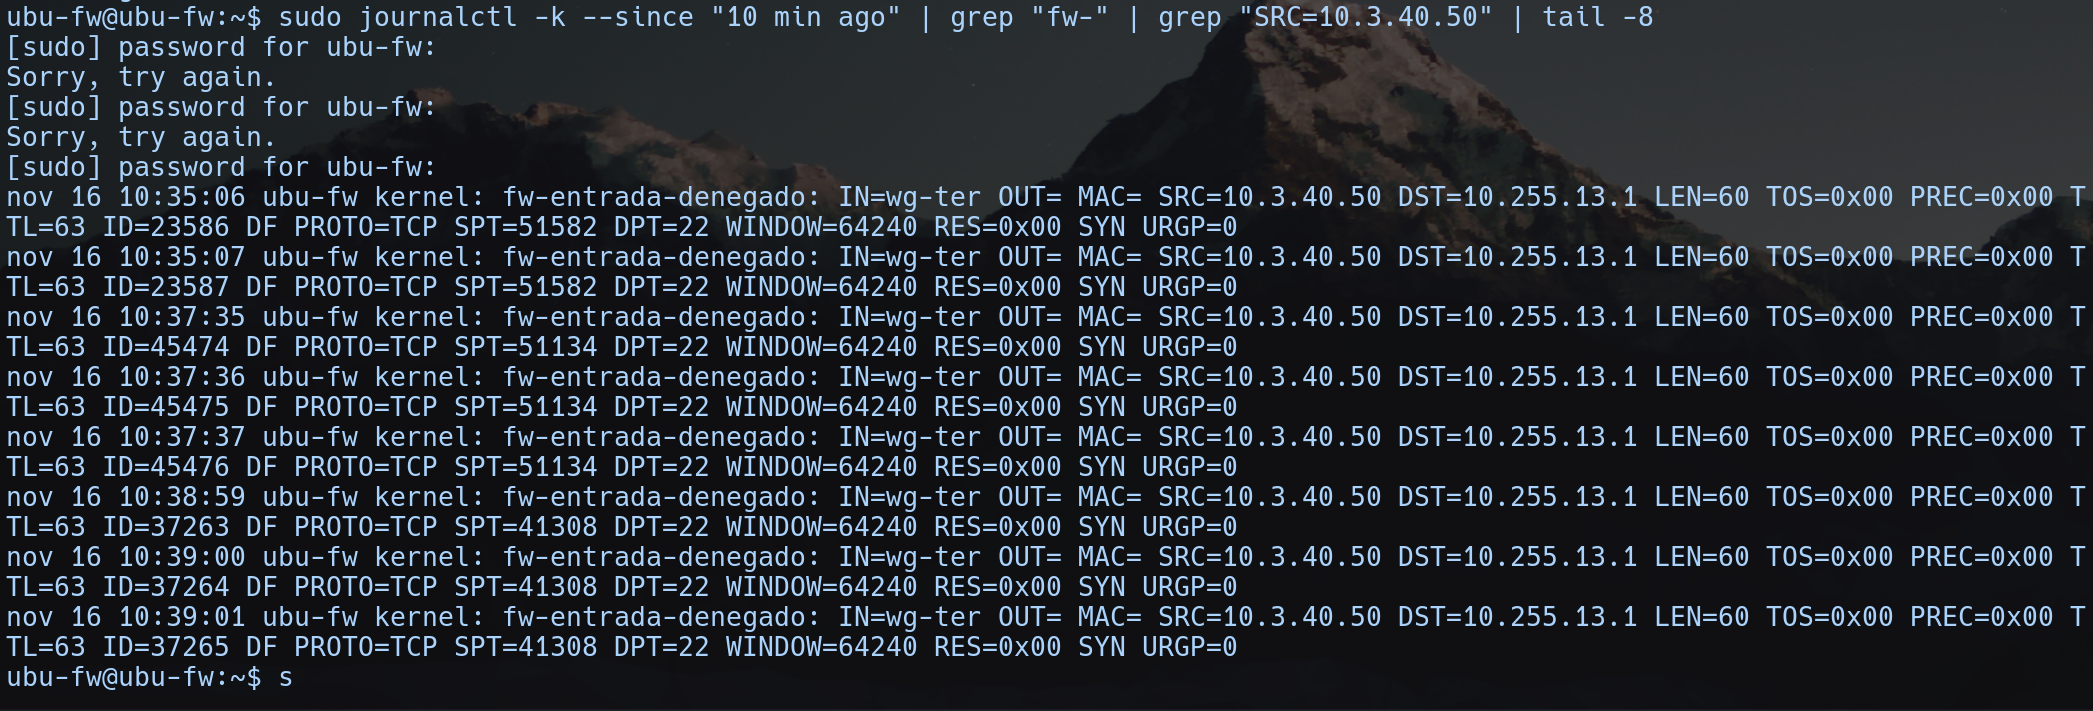 ubu-fw@ubu-fw:~$ sudo journalctl -k --since "10 min ago" | grep "fw-" | grep "SRC=10.3.40.50" | tail -8
[sudo] password for ubu-fw:
Sorry, try again.
[sudo] password for ubu-fw:
Sorry, try again.
[sudo] password for ubu-fw:
nov 16 10:35:06 ubu-fw kernel: fw-entrada-denegado: IN=wg-ter OUT= MAC= SRC=10.3.40.50 DST=10.255.13.1 LEN=60 TOS=0x00 PREC=0x00 T
TL=63 ID=23586 DF PROTO=TCP SPT=51582 DPT=22 WINDOW=64240 RES=0x00 SYN URGP=0
nov 16 10:35:07 ubu-fw kernel: fw-entrada-denegado: IN=wg-ter OUT= MAC= SRC=10.3.40.50 DST=10.255.13.1 LEN=60 TOS=0x00 PREC=0x00 T
TL=63 ID=23587 DF PROTO=TCP SPT=51582 DPT=22 WINDOW=64240 RES=0x00 SYN URGP=0
nov 16 10:37:35 ubu-fw kernel: fw-entrada-denegado: IN=wg-ter OUT= MAC= SRC=10.3.40.50 DST=10.255.13.1 LEN=60 TOS=0x00 PREC=0x00 T
TL=63 ID=45474 DF PROTO=TCP SPT=51134 DPT=22 WINDOW=64240 RES=0x00 SYN URGP=0
nov 16 10:37:36 ubu-fw kernel: fw-entrada-denegado: IN=wg-ter OUT= MAC= SRC=10.3.40.50 DST=10.255.13.1 LEN=60 TOS=0x00 PREC=0x00 T
TL=63 ID=45475 DF PROTO=TCP SPT=51134 DPT=22 WINDOW=64240 RES=0x00 SYN URGP=0
nov 16 10:37:37 ubu-fw kernel: fw-entrada-denegado: IN=wg-ter OUT= MAC= SRC=10.3.40.50 DST=10.255.13.1 LEN=60 TOS=0x00 PREC=0x00 T
TL=63 ID=45476 DF PROTO=TCP SPT=51134 DPT=22 WINDOW=64240 RES=0x00 SYN URGP=0
nov 16 10:38:59 ubu-fw kernel: fw-entrada-denegado: IN=wg-ter OUT= MAC= SRC=10.3.40.50 DST=10.255.13.1 LEN=60 TOS=0x00 PREC=0x00 T
TL=63 ID=37263 DF PROTO=TCP SPT=41308 DPT=22 WINDOW=64240 RES=0x00 SYN URGP=0
nov 16 10:39:00 ubu-fw kernel: fw-entrada-denegado: IN=wg-ter OUT= MAC= SRC=10.3.40.50 DST=10.255.13.1 LEN=60 TOS=0x00 PREC=0x00 T
TL=63 ID=37264 DF PROTO=TCP SPT=41308 DPT=22 WINDOW=64240 RES=0x00 SYN URGP=0
nov 16 10:39:01 ubu-fw kernel: fw-entrada-denegado: IN=wg-ter OUT= MAC= SRC=10.3.40.50 DST=10.255.13.1 LEN=60 TOS=0x00 PREC=0x00 T
TL=63 ID=37265 DF PROTO=TCP SPT=41308 DPT=22 WINDOW=64240 RES=0x00 SYN URGP=0
ubu-fw@ubu-fw:~$ s